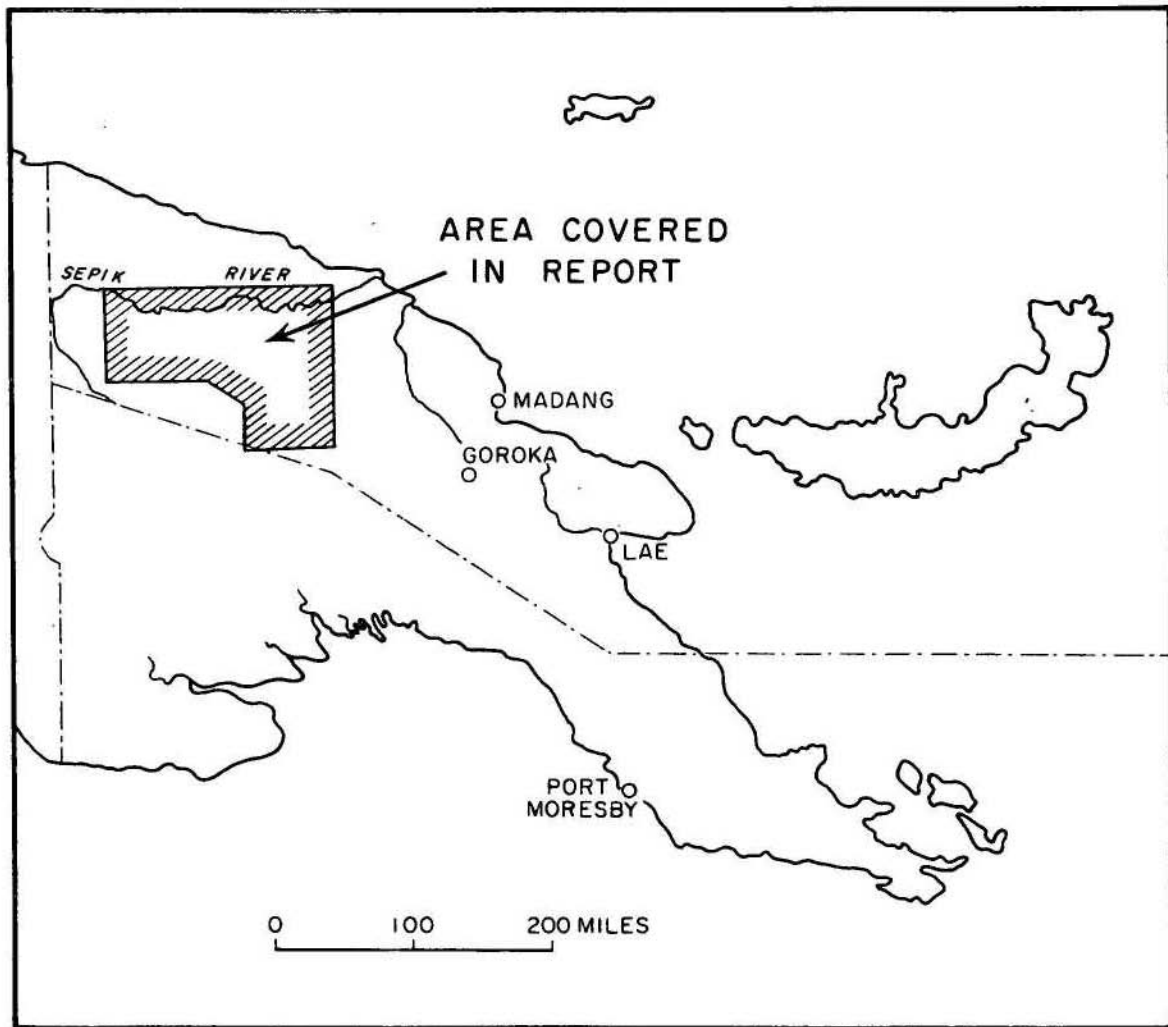 AREA COVERED
IN REPORT
SEPIK RIVER
MADANG
GOROKA
LAE
PORT
MORESBY
0 100 200 MILES